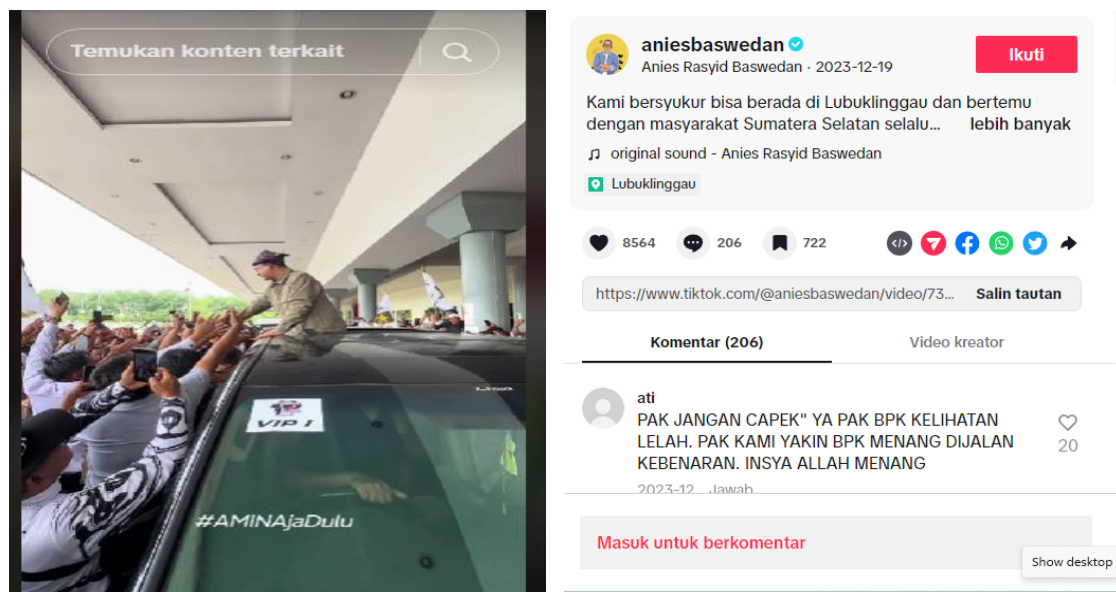 Temukan konten terkait
VIP 1
#AMINAjaDulu
aniesbaswedan
Anies Rasyid Baswedan · 2023-12-19
Ikuti
Kami bersyukur bisa berada di Lubuklinggau dan bertemu
dengan masyarakat Sumatera Selatan selalu... lebih banyak
original sound - Anies Rasyid Baswedan
Lubuklinggau
8564
206
722
</>
https://www.tiktok.com/@aniesbaswedan/video/73... Salin tautan
Komentar (206) Video kreator
ati
PAK JANGAN CAPEK" YA PAK BPK KELIHATAN
LELAH. PAK KAMI YAKIN BPK MENANG DIJALAN
KEBENARAN. INSYA ALLAH MENANG
20
2023-12 Jawab
Masuk untuk berkomentar
Show desktop